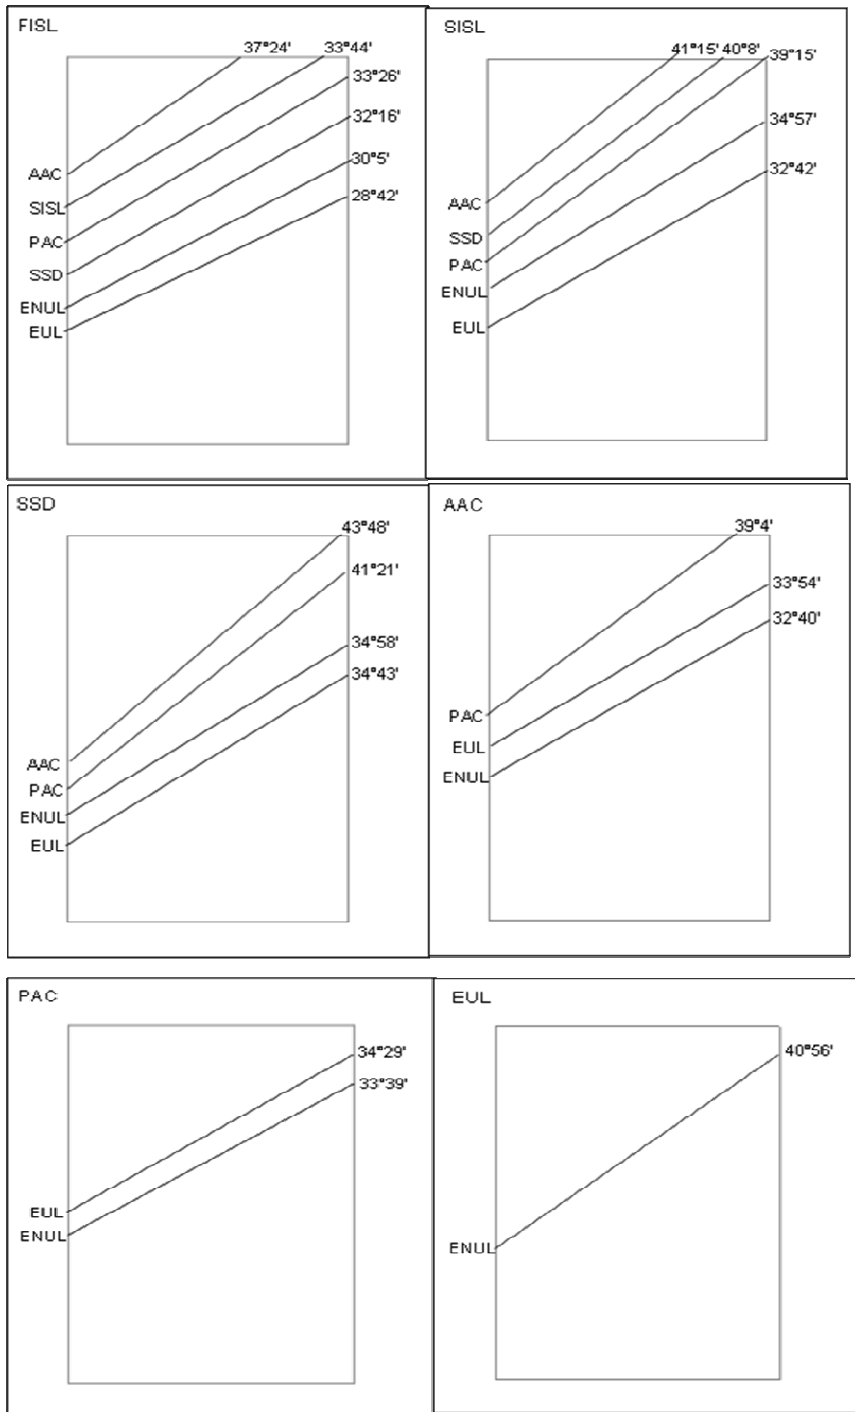 FISL
37°24' 33°44'
33°26'
32°16'
30°5'
28°42'
AAC
SISL
PAC
SSD
ENUL
EUL
SISL
41°15' 40°8' 39°15'
34°57'
32°42'
AAC
SSD
PAC
ENUL
EUL
SSD
43°48'
41°21'
34°58'
34°43'
AAC
PAC
ENUL
EUL
AAC
39°4'
33°54'
32°40'
PAC
EUL
ENUL
PAC
34°29'
33°39'
EUL
ENUL
EUL
40°56'
ENUL